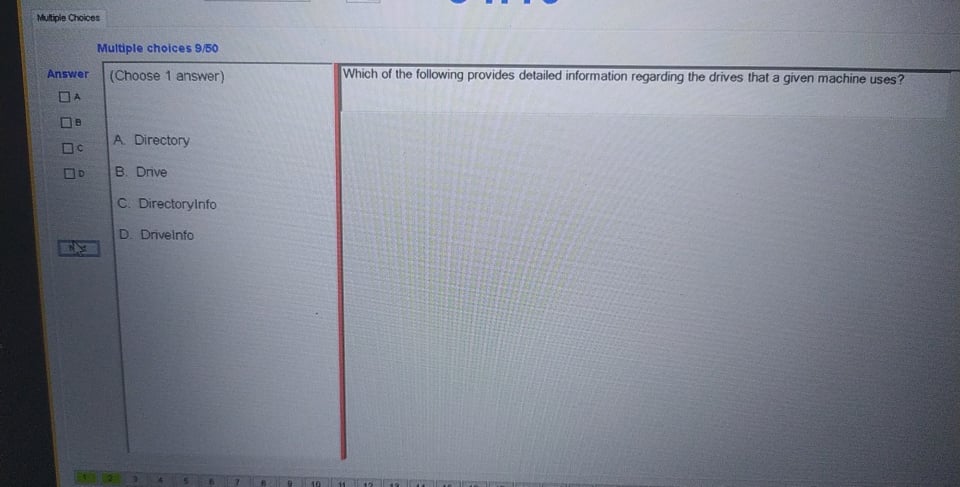 Multiple Choices
Multiple choices 9/50
Answer
(Choose 1 answer)
Which of the following provides detailed information regarding the drives that a given machine uses?
A
B
C
D
A. Directory
B. Drive
C. DirectoryInfo
D. DriveInfo
1 2 3 4 5 6 7 8 9 10 11 12 13